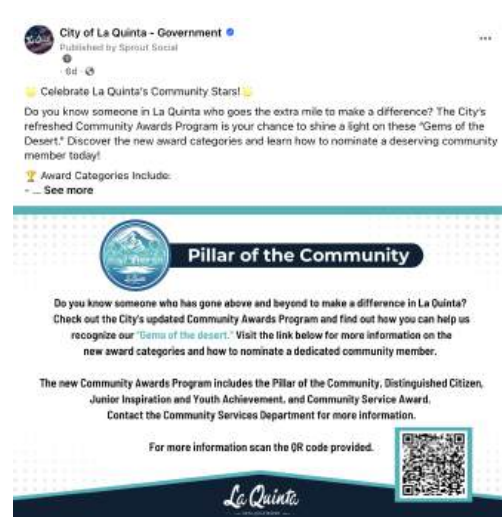 City of La Quinta - Government
Published by Sprout Social
· 6d ·
Celebrate La Quinta's Community Stars!
Do you know someone in La Quinta who goes the extra mile to make a difference? The City's
refreshed Community Awards Program is your chance to shine a light on these "Gems of the
Desert." Discover the new award categories and learn how to nominate a deserving community
member today!
Award Categories Include:
- ... See more
Pillar of the Community
Do you know someone who has gone above and beyond to make a difference in La Quinta?
Check out the City's updated Community Awards Program and find out how you can help us
recognize our "Gems of the desert." Visit the link below for more information on the
new award categories and how to nominate a dedicated community member.
The new Community Awards Program includes the Pillar of the Community, Distinguished Citizen,
Junior Inspiration and Youth Achievement, and Community Service Award.
Contact the Community Services Department for more information.
For more information scan the QR code provided.
La Quinta